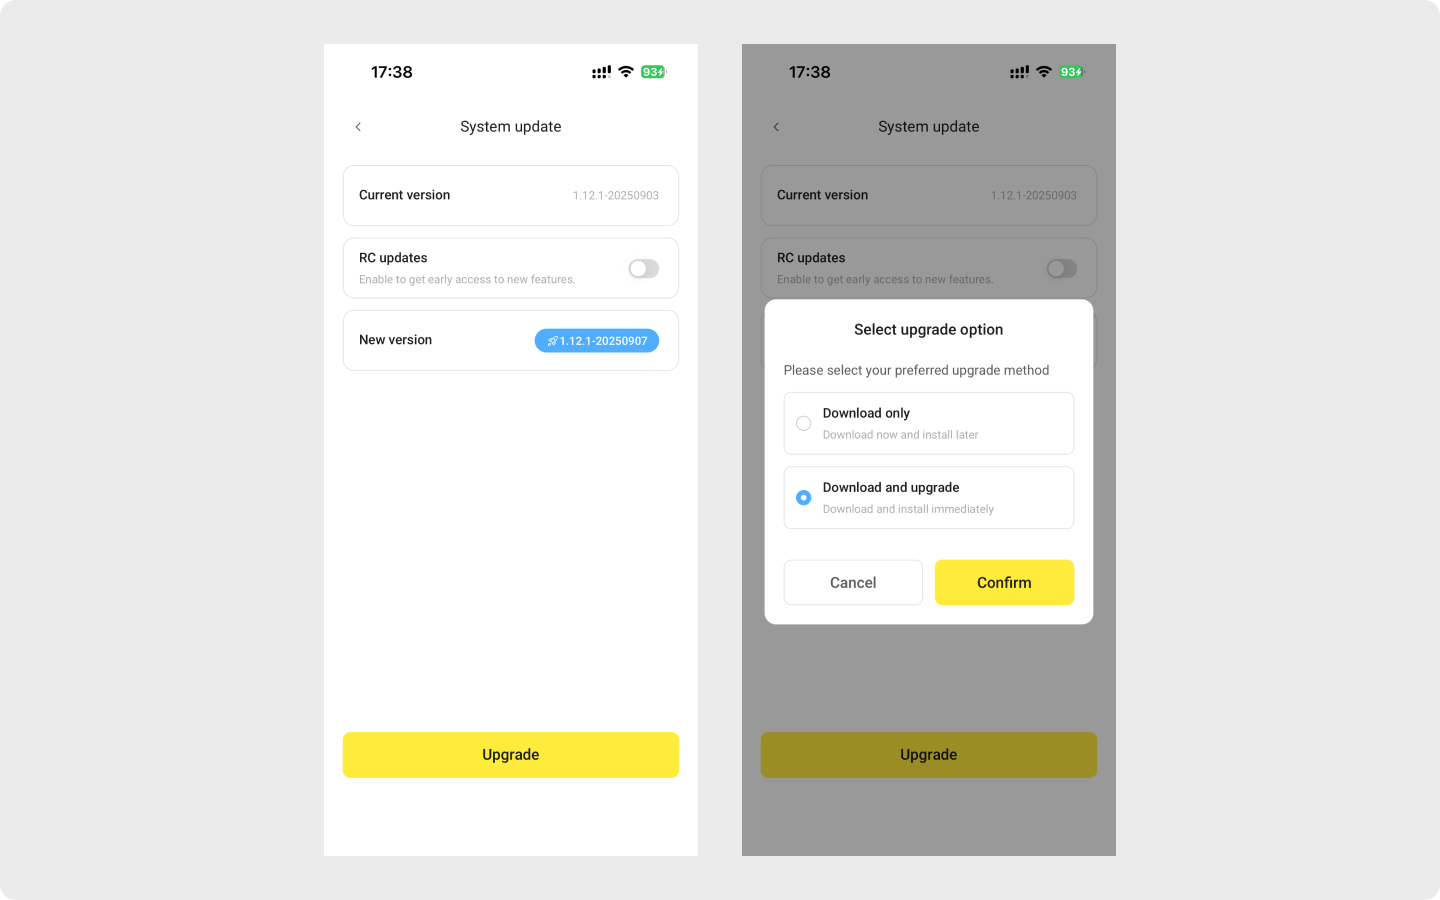 17:38
93
System update
Current version
1.12.1-20250903
RC updates
Enable to get early access to new features.
New version
1.12.1-20250907
Upgrade
17:38
93
System update
Current version
1.12.1-20250903
RC updates
Enable to get early access to new features.
Select upgrade option
Please select your preferred upgrade method
Download only
Download now and install later
Download and upgrade
Download and install immediately
Cancel
Confirm
Upgrade